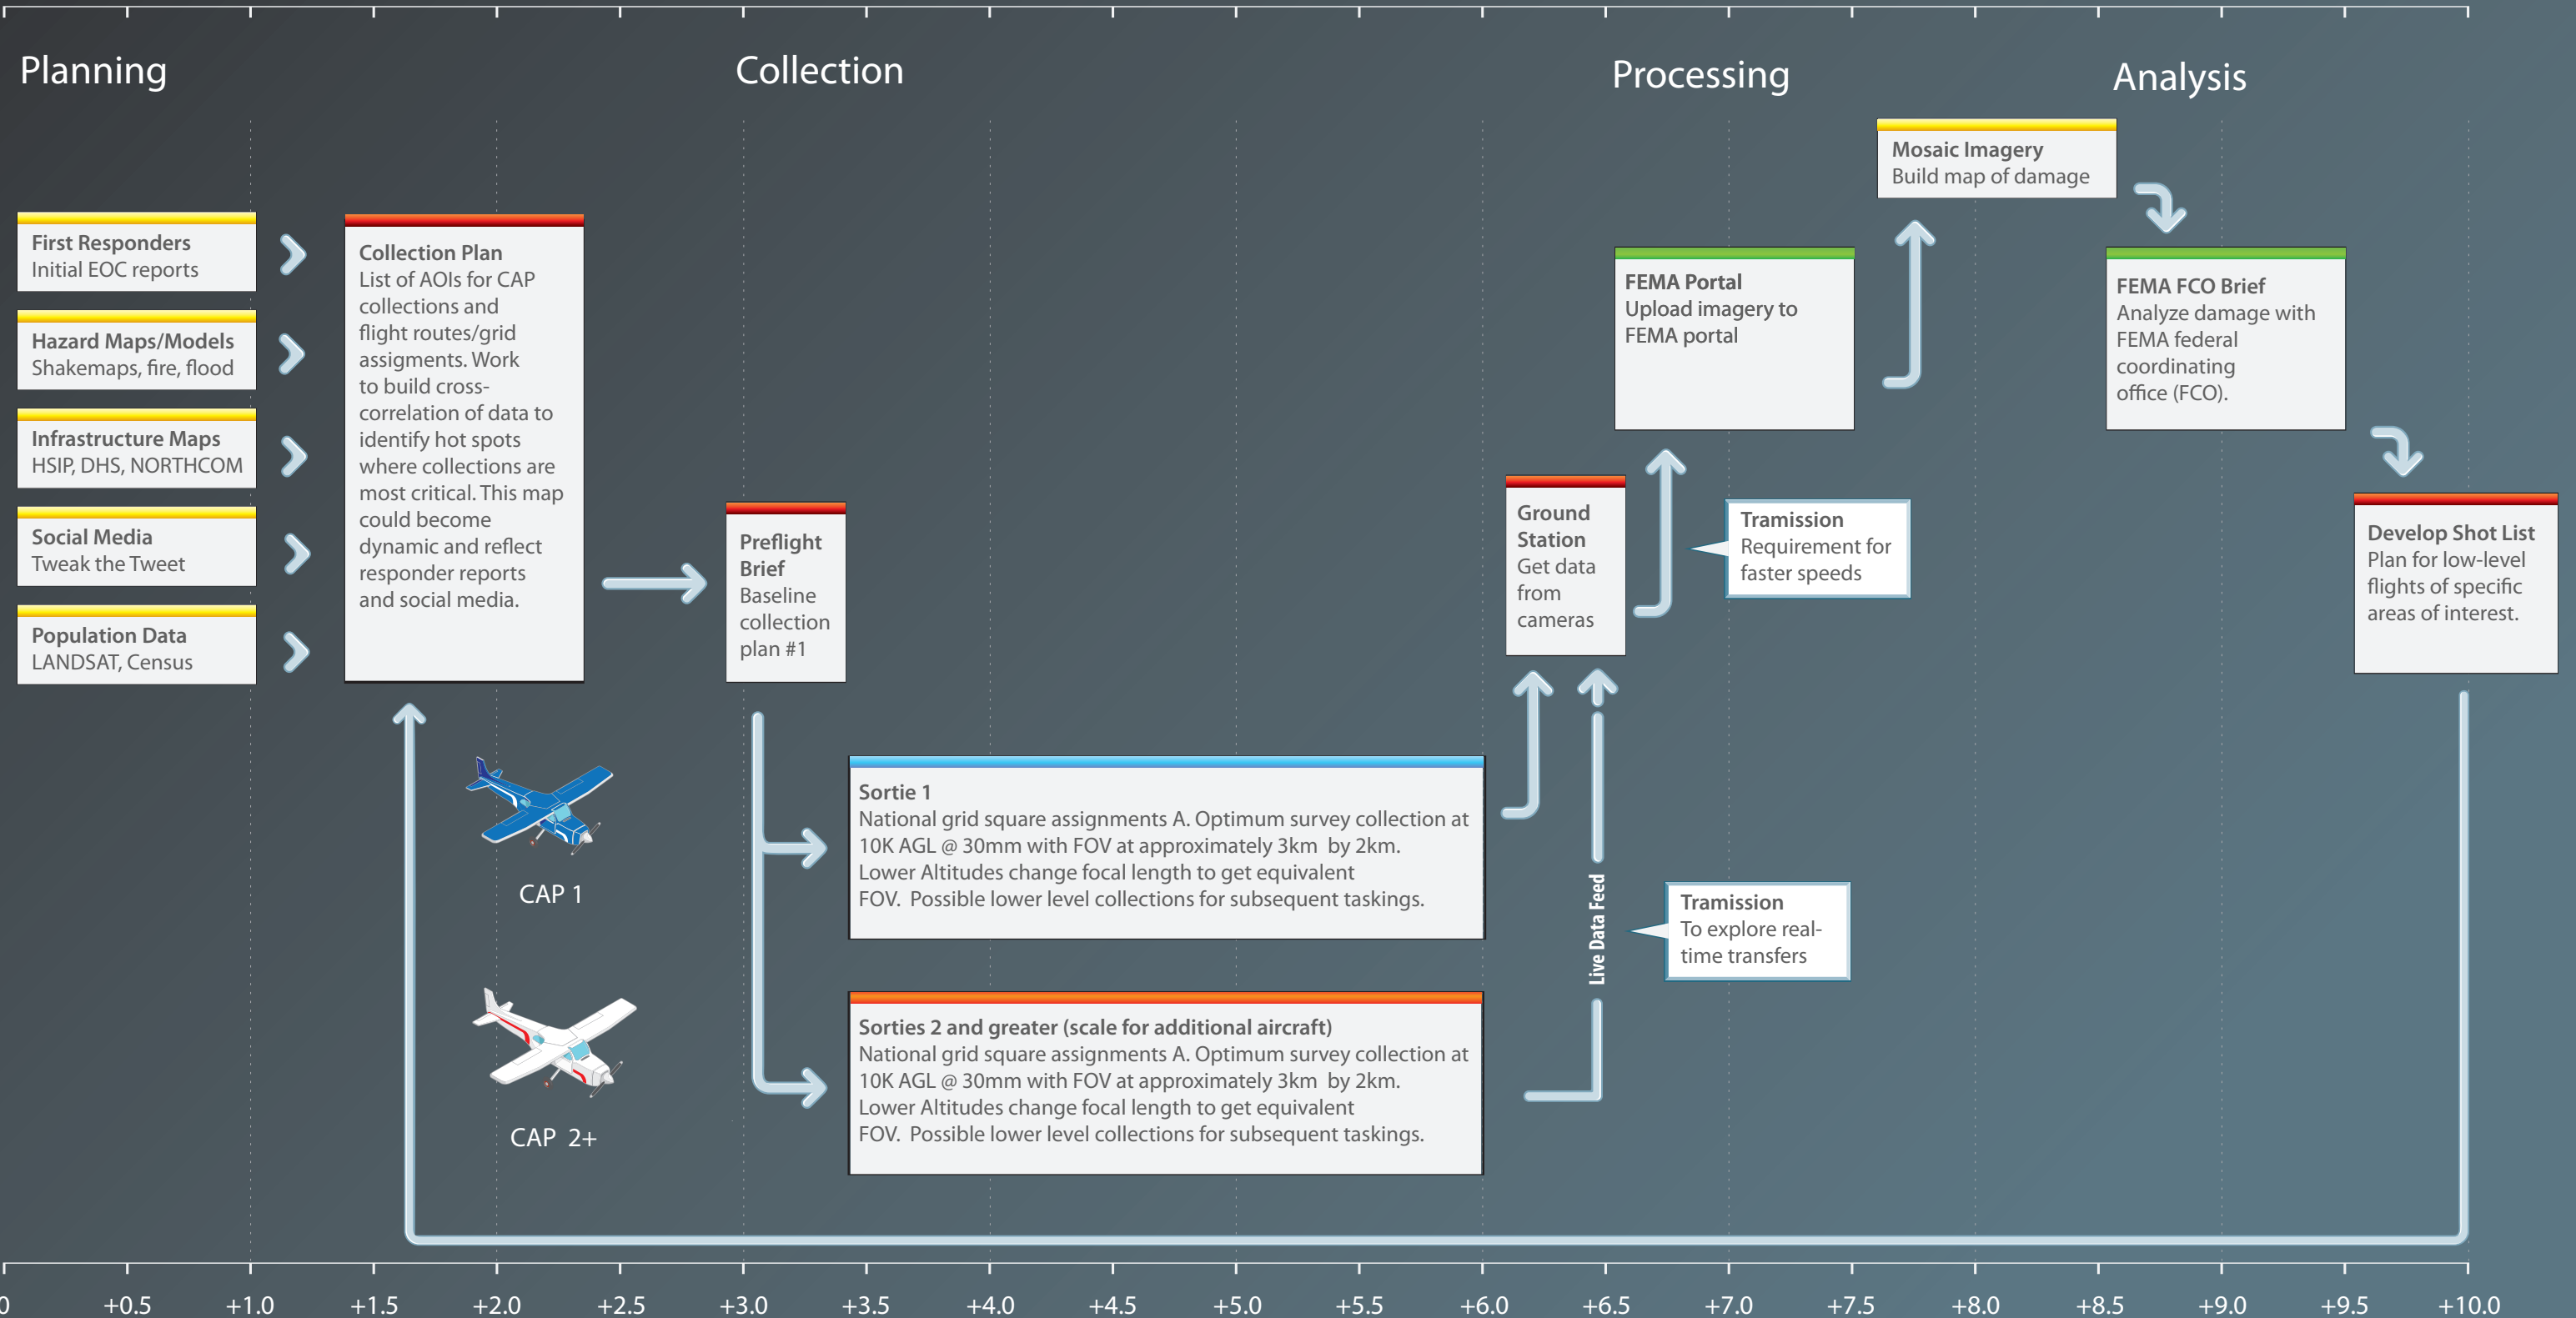 Planning
Collection
Processing
Analysis
First Responders
Initial EOC reports
Hazard Maps/Models
Shakemaps, fire, flood
Infrastructure Maps
HSIP, DHS, NORTHCOM
Social Media
Tweak the Tweet
Population Data
LANDSAT, Census
Collection Plan
List of AOIs for CAP
collections and
flight routes/grid
assigments. Work
to build cross-
correlation of data to
identify hot spots
where collections are
most critical. This map
could become
dynamic and reflect
responder reports
and social media.
Preflight
Brief
Baseline
collection
plan #1
CAP 1
CAP 2+
Sortie 1
National grid square assignments A. Optimum survey collection at
10K AGL @ 30mm with FOV at approximately 3km by 2km.
Lower Altitudes change focal length to get equivalent
FOV. Possible lower level collections for subsequent taskings.
Sorties 2 and greater (scale for additional aircraft)
National grid square assignments A. Optimum survey collection at
10K AGL @ 30mm with FOV at approximately 3km by 2km.
Lower Altitudes change focal length to get equivalent
FOV. Possible lower level collections for subsequent taskings.
Live Data Feed
Tramission
To explore real-
time transfers
Ground
Station
Get data
from
cameras
Tramission
Requirement for
faster speeds
FEMA Portal
Upload imagery to
FEMA portal
Mosaic Imagery
Build map of damage
FEMA FCO Brief
Analyze damage with
FEMA federal
coordinating
office (FCO).
Develop Shot List
Plan for low-level
flights of specific
areas of interest.
0 +0.5 +1.0 +1.5 +2.0 +2.5 +3.0 +3.5 +4.0 +4.5 +5.0 +5.5 +6.0 +6.5 +7.0 +7.5 +8.0 +8.5 +9.0 +9.5 +10.0